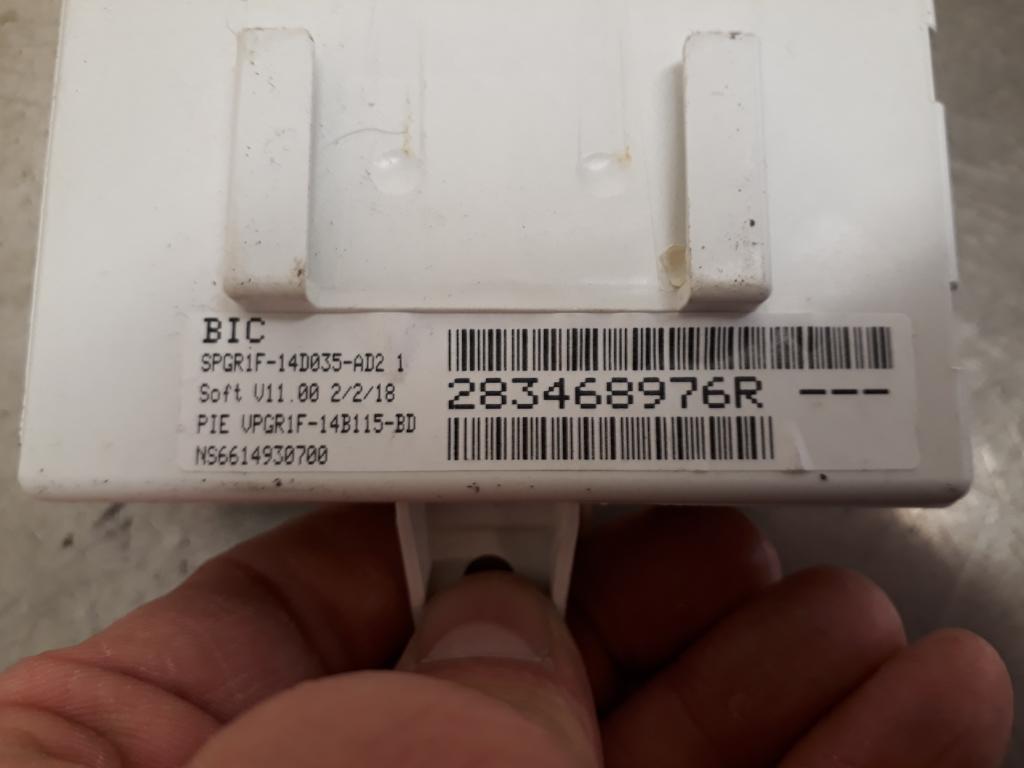 BIC
SPGR1F-14D035-AD2 1
Soft V11.00 2/2/18
PIE VPGR1F-14B115-BD
NS6614930700
283468976R ---